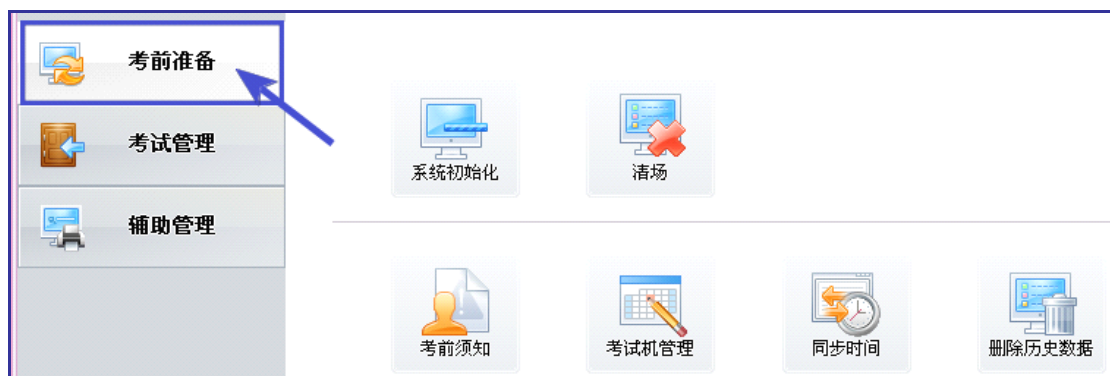 考前准备
考试管理
辅助管理
系统初始化
清场
考前须知
考试机管理
同步时间
删除历史数据